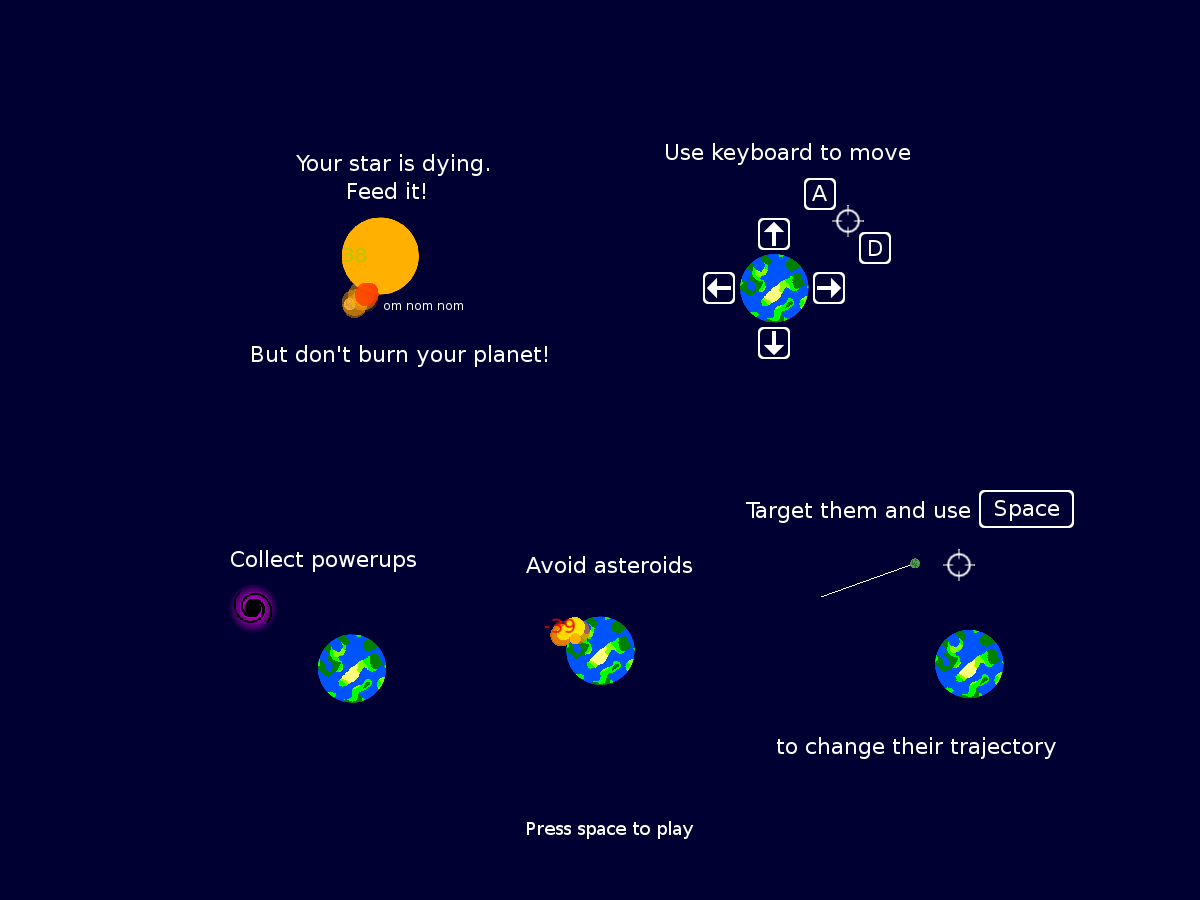 Your star is dying.
Feed it!
38
om nom nom
But don't burn your planet!
Use keyboard to move
A
D
Collect powerups
Avoid asteroids
-39
Target them and use Space
to change their trajectory
Press space to play